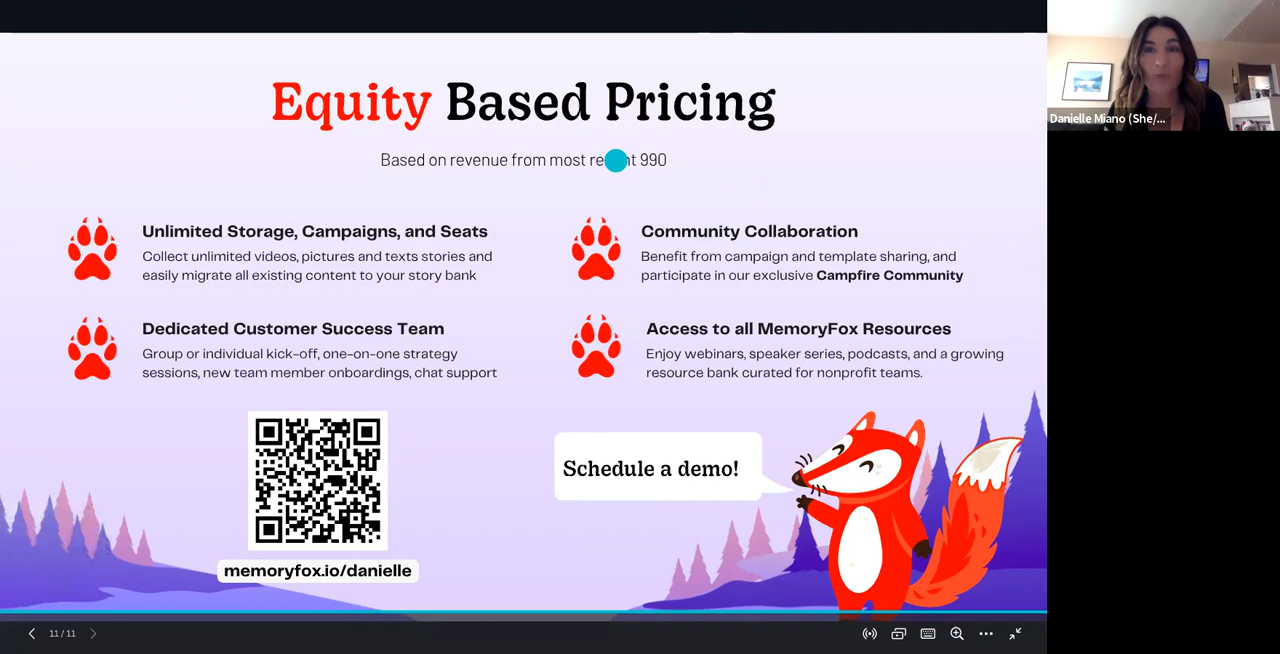 Equity Based Pricing
Based on revenue from most re nt 990
Unlimited Storage, Campaigns, and Seats
Collect unlimited videos, pictures and texts stories and
easily migrate all existing content to your story bank
Community Collaboration
Benefit from campaign and template sharing, and
participate in our exclusive Campfire Community
Dedicated Customer Success Team
Group or individual kick-off, one-on-one strategy
sessions, new team member onboardings, chat support
Access to all MemoryFox Resources
Enjoy webinars, speaker series, podcasts, and a growing
resource bank curated for nonprofit teams.
Schedule a demo!
memoryfox.io/danielle
11 / 11
Danielle Miano (She/...